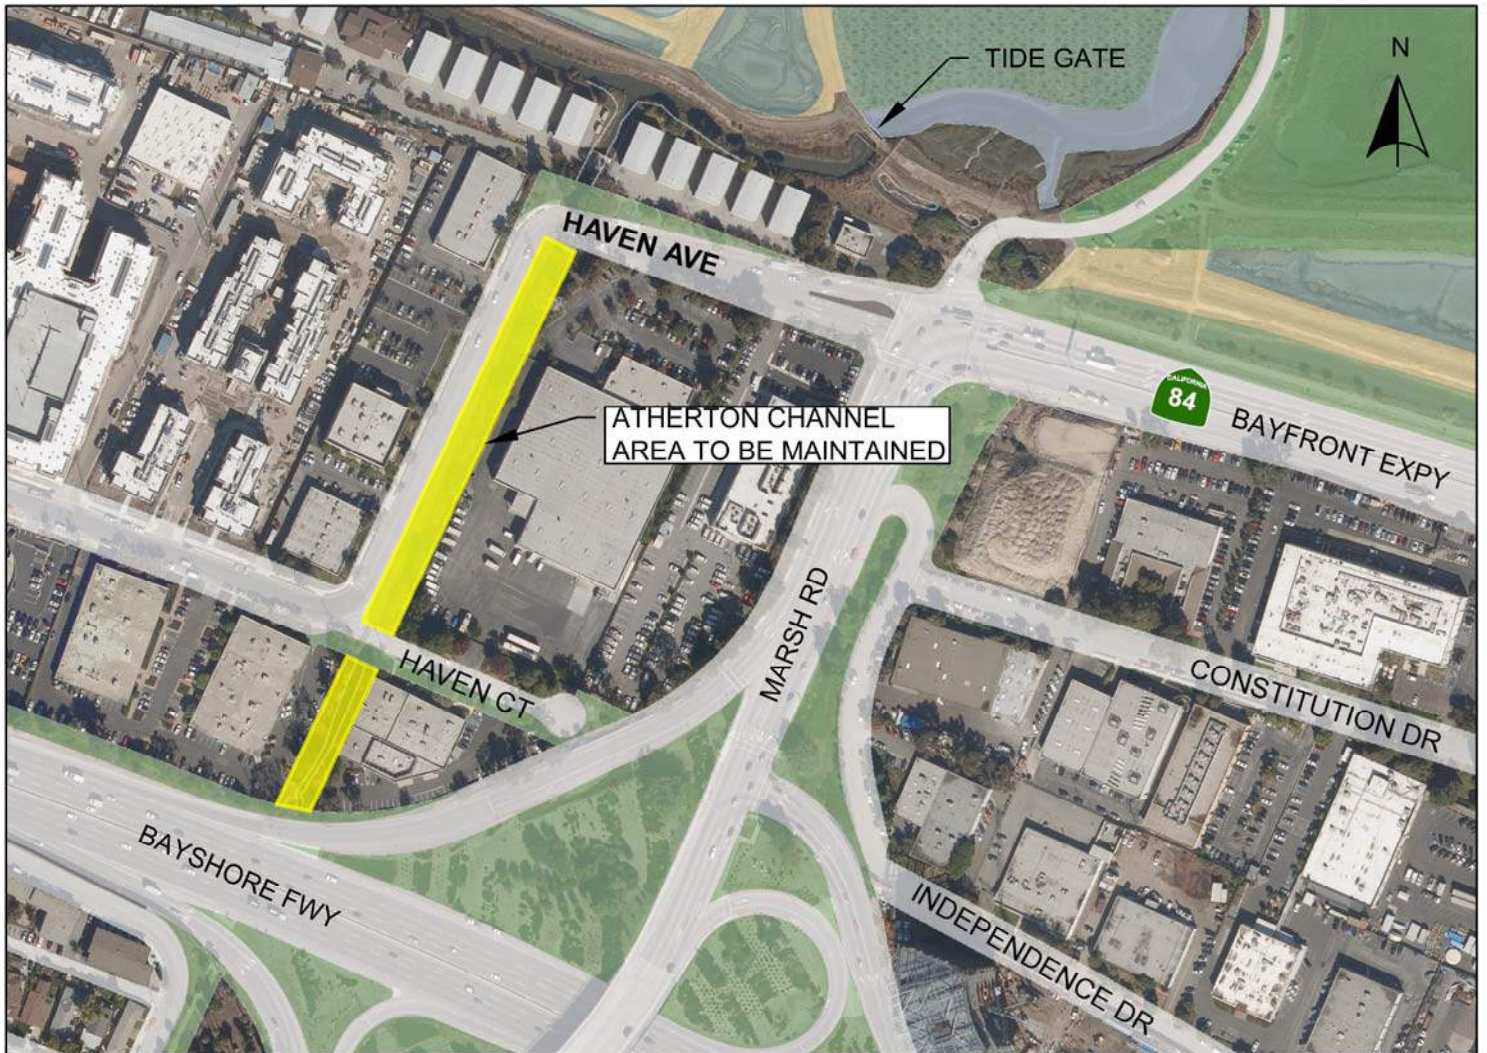 TIDE GATE
N
HAVEN AVE
CALIFORNIA
84
BAYFRONT EXPY
ATHERTON CHANNEL
AREA TO BE MAINTAINED
MARSH RD
HAVEN CT
CONSTITUTION DR
BAYSHORE FWY
INDEPENDENCE DR